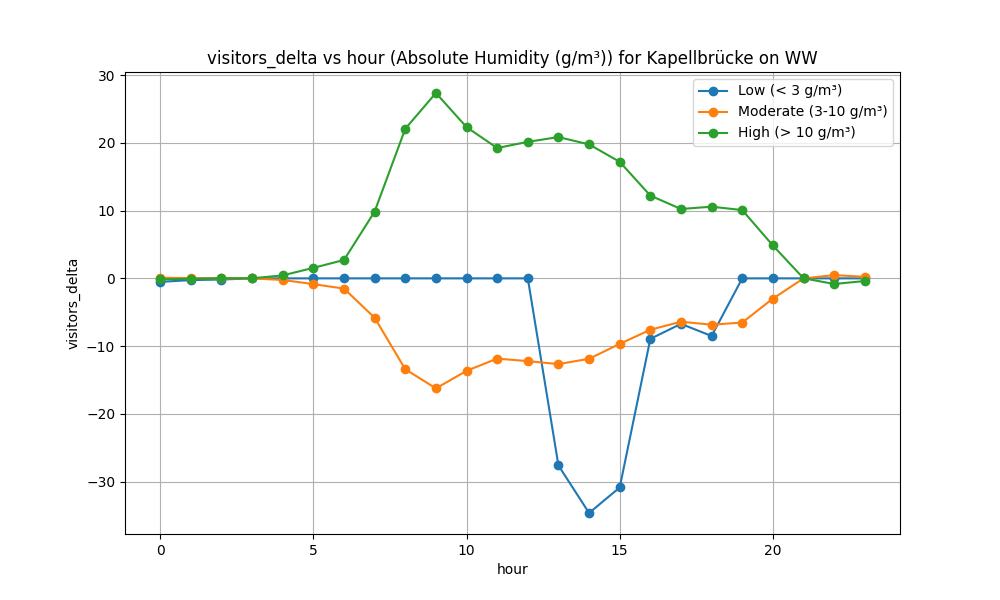 visitors_delta vs hour (Absolute Humidity (g/m³)) for Kapellbrücke on WW
Low (< 3 g/m³)
Moderate (3-10 g/m³)
High (> 10 g/m³)
30
20
10
0
−10
−20
−30
visitors_delta
0 5 10 15 20
hour